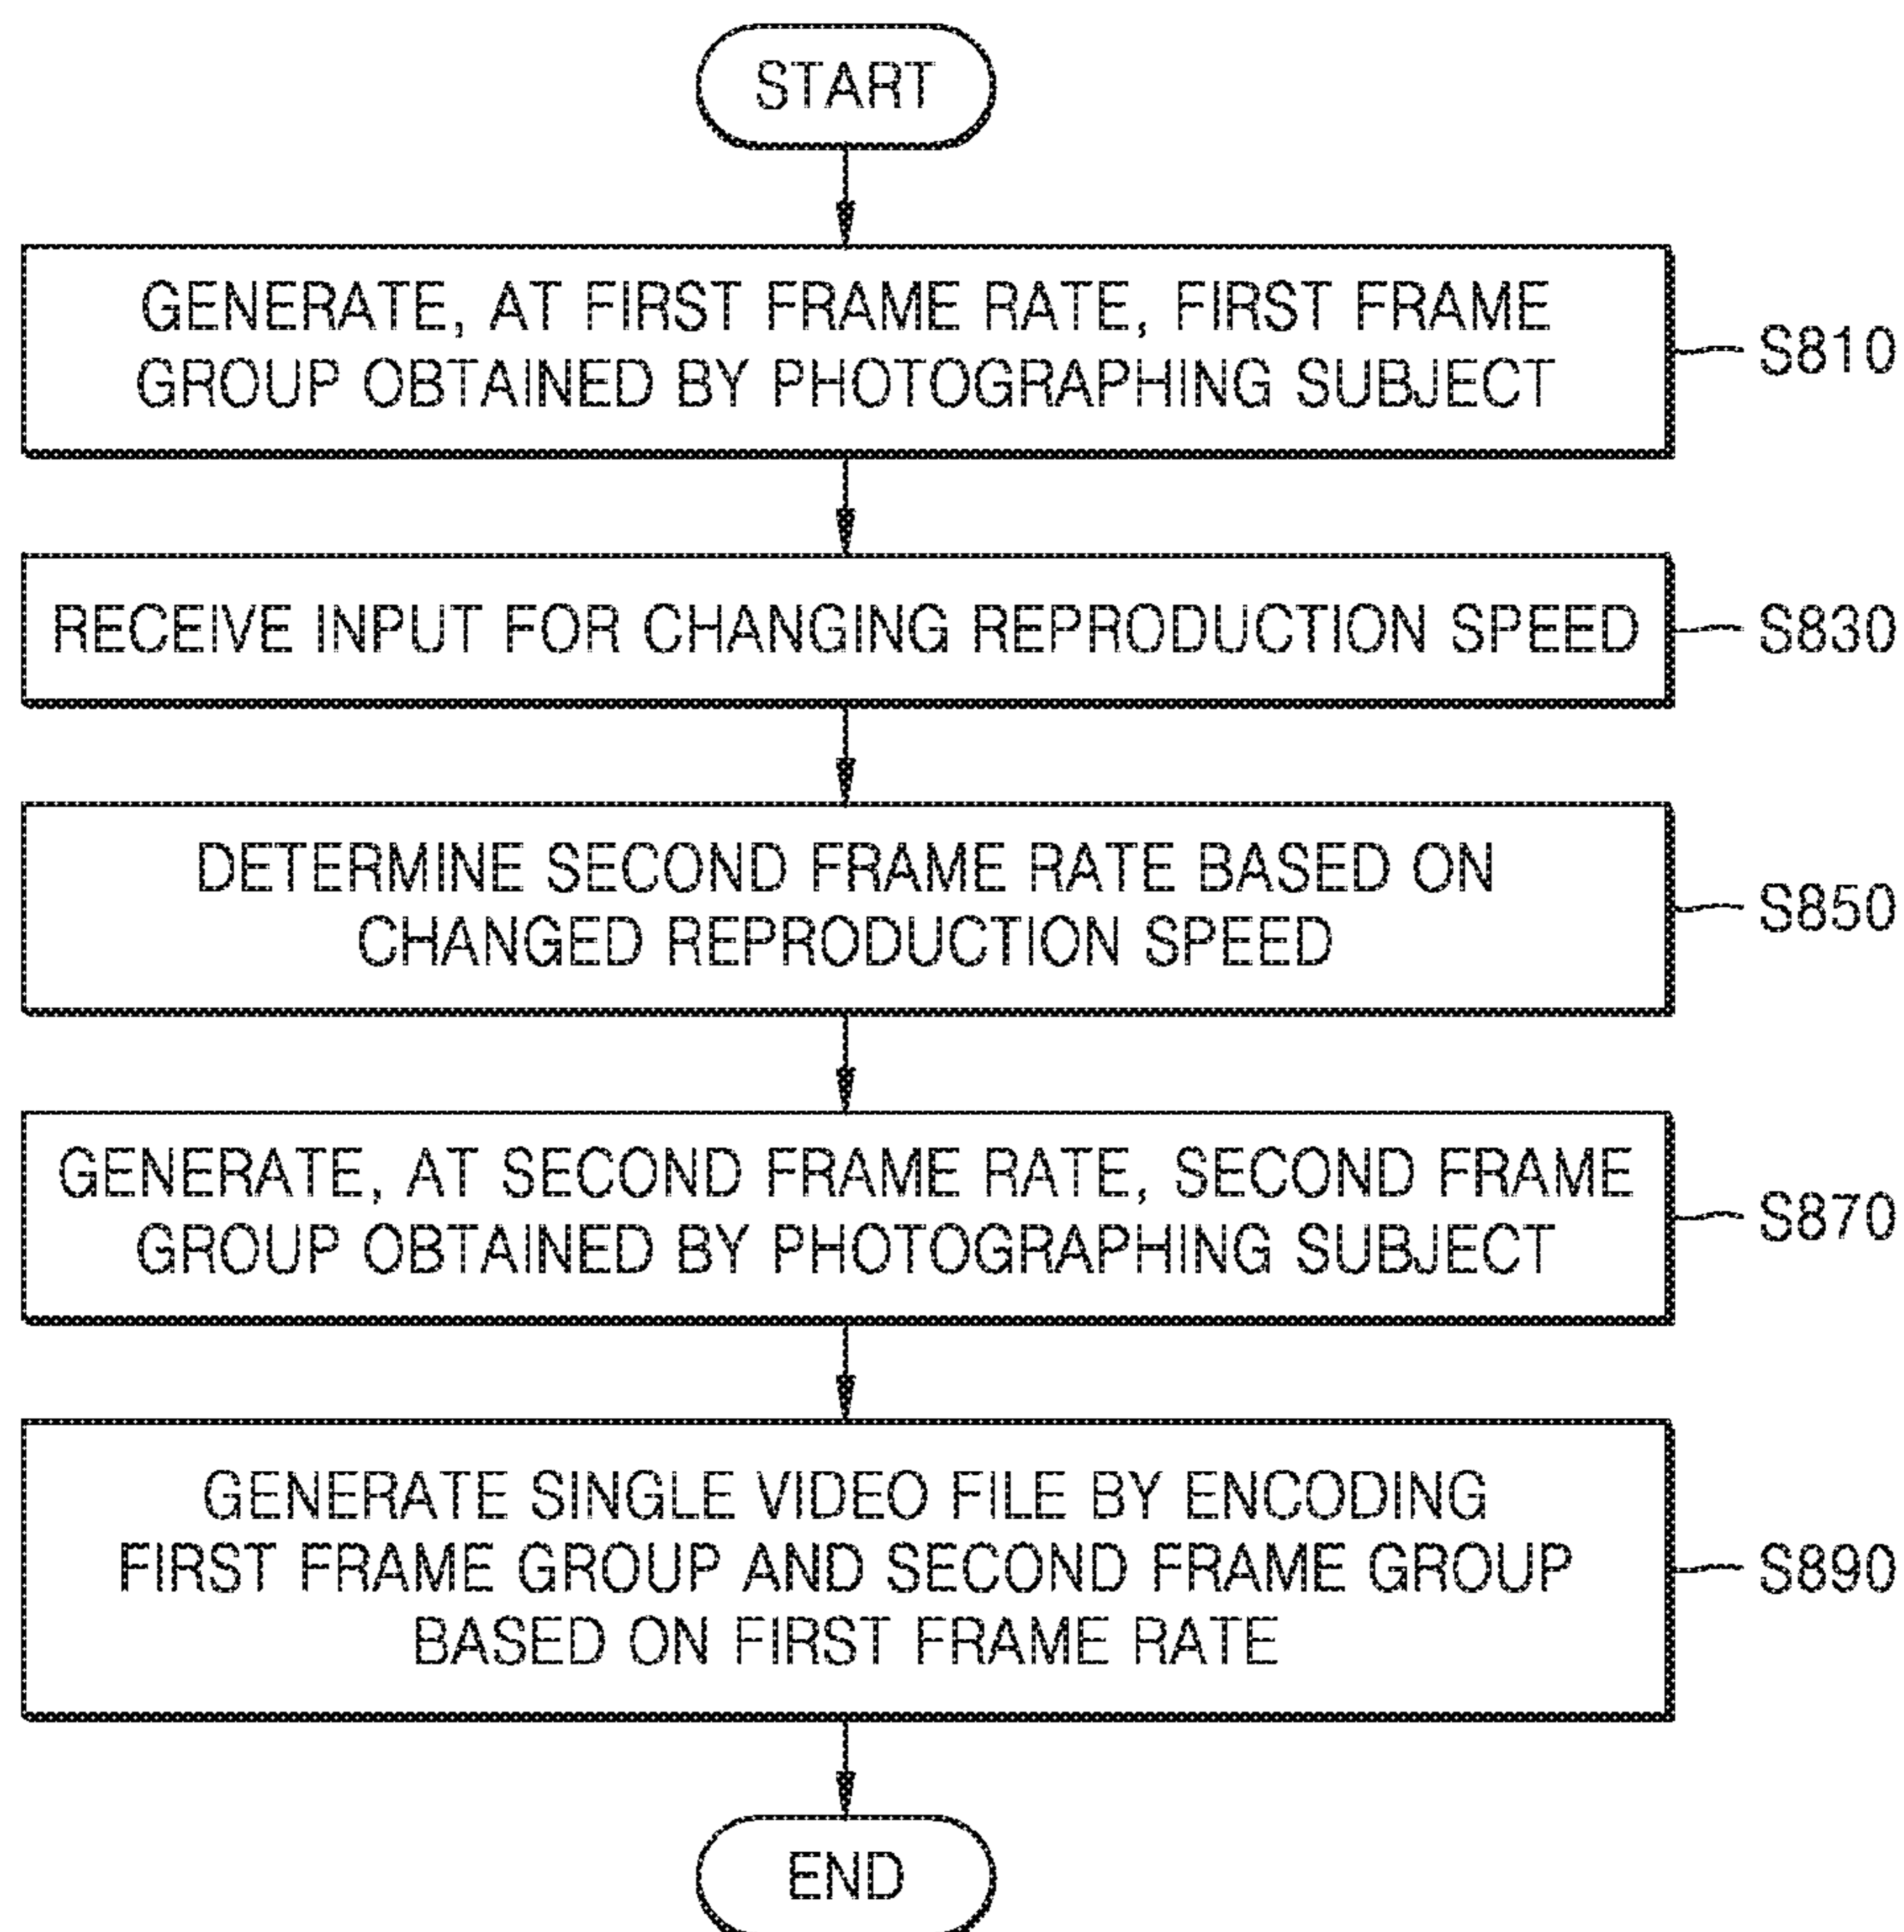 START
GENERATE, AT FIRST FRAME RATE, FIRST FRAME
GROUP OBTAINED BY PHOTOGRAPHING SUBJECT
S810
RECEIVE INPUT FOR CHANGING REPRODUCTION SPEED
S830
DETERMINE SECOND FRAME RATE BASED ON
CHANGED REPRODUCTION SPEED
S850
GENERATE, AT SECOND FRAME RATE, SECOND FRAME
GROUP OBTAINED BY PHOTOGRAPHING SUBJECT
S870
GENERATE SINGLE VIDEO FILE BY ENCODING
FIRST FRAME GROUP AND SECOND FRAME GROUP
BASED ON FIRST FRAME RATE
S890
END